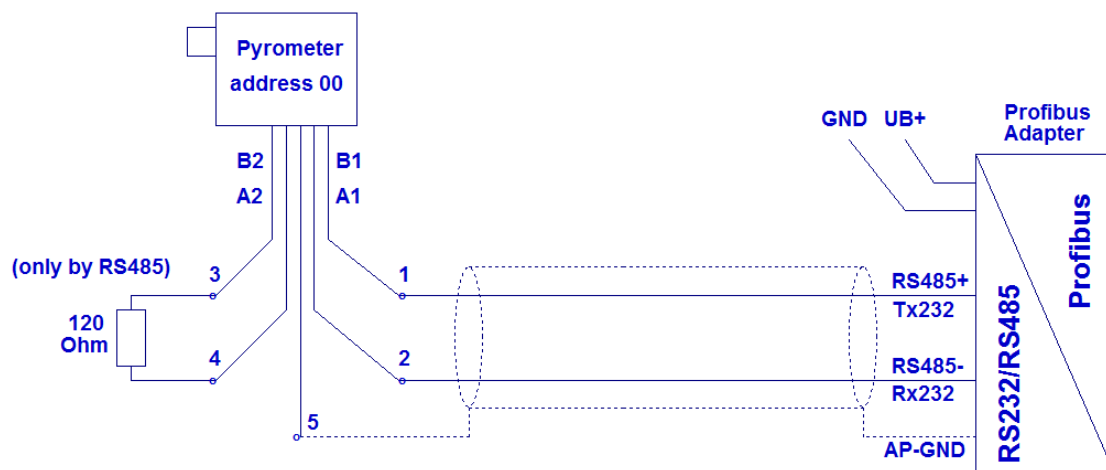 Pyrometer
address 00
GND UB+
Profibus
Adapter
B2 B1
A2 A1
(only by RS485)
3
1
RS485+
Tx232
120
Ohm
4
2
RS485-
Rx232
5
AP-GND
RS232/RS485
Profibus